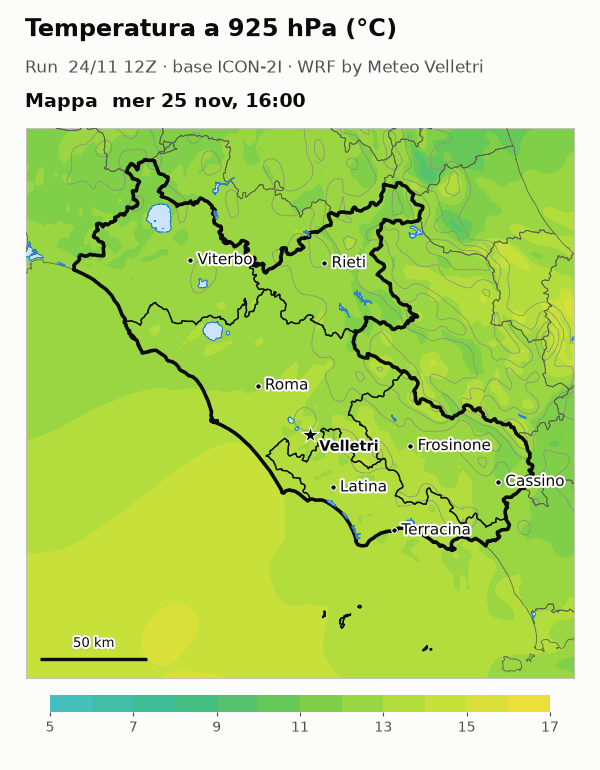 Temperatura a 925 hPa (°C)
Run  24/11 12Z · base ICON-2I · WRF by Meteo Velletri
Mappa  mer 25 nov, 16:00
Viterbo
Rieti
Roma
Velletri
Frosinone
Cassino
Latina
Terracina
50 km
5 7 9 11 13 15 17